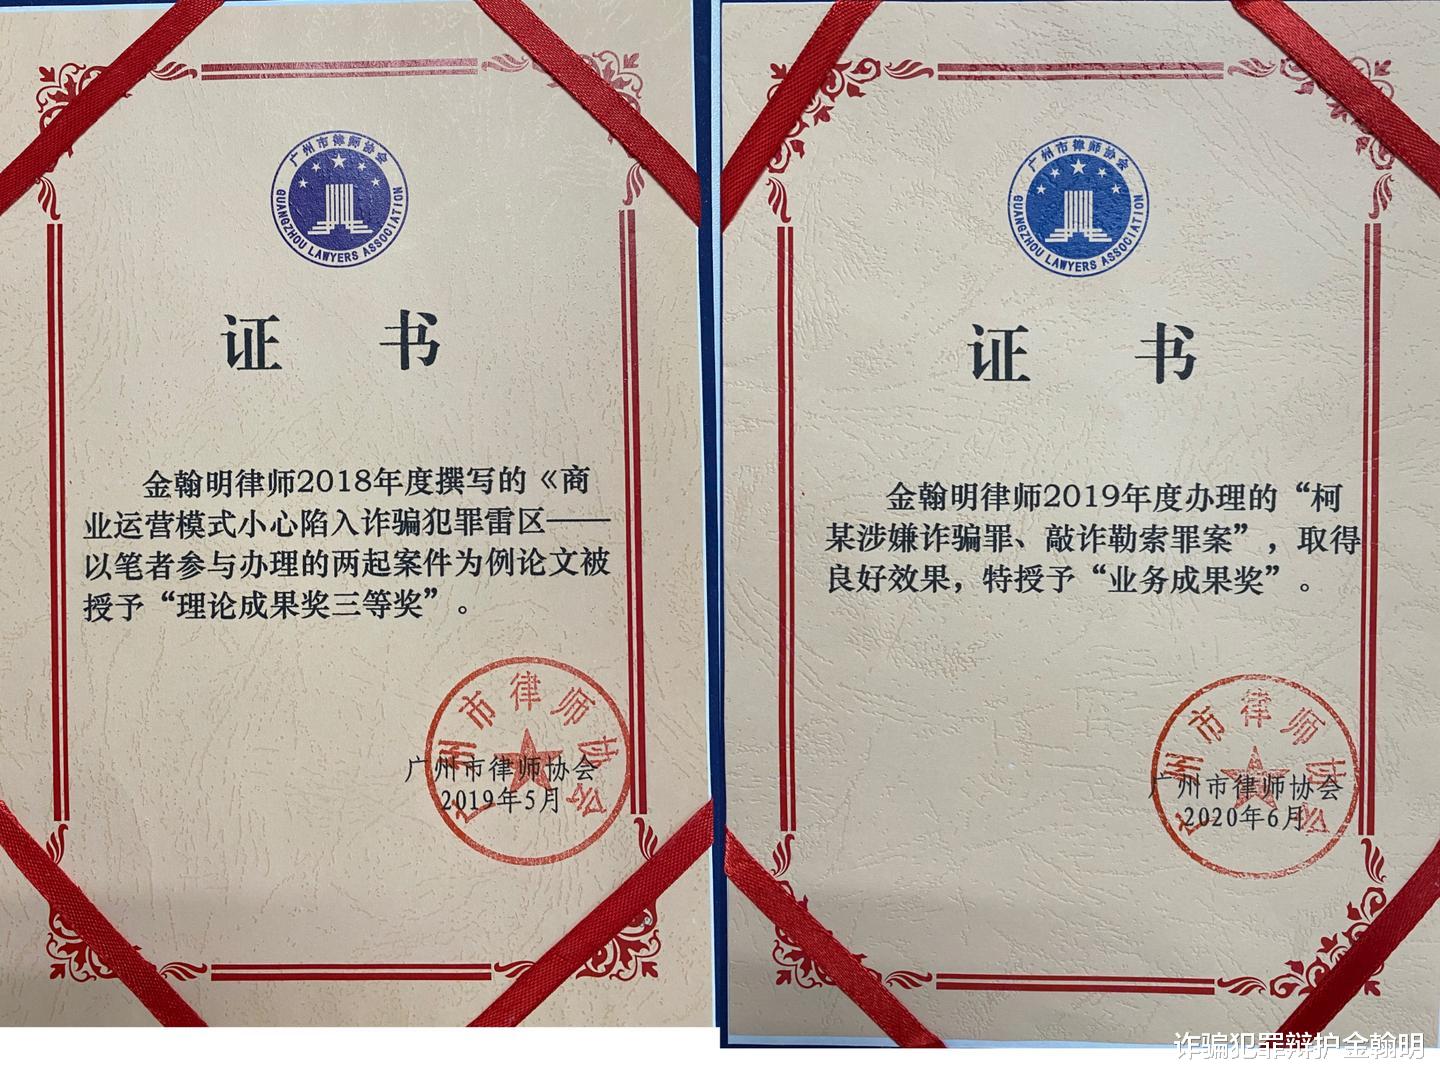 广州市律师协会
GUANGZHOU LAWYERS ASSOCIATION
证 书
金翰明律师2018年度撰写的《商
业运营模式小心陷入诈骗犯罪雷区——
以笔者参与办理的两起案件为例论文被
授予“理论成果奖三等奖”。
广州市律师协会
广州市律师协会
2019年5月
广州市律师协会
GUANGZHOU LAWYERS ASSOCIATION
证 书
金翰明律师2019年度办理的“柯
某涉嫌诈骗罪、敲诈勒索罪案”，取得
良好效果，特授予“业务成果奖”。
广州市律师协会
广州市律师协会
2020年6月
诈骗犯罪辩护金翰明